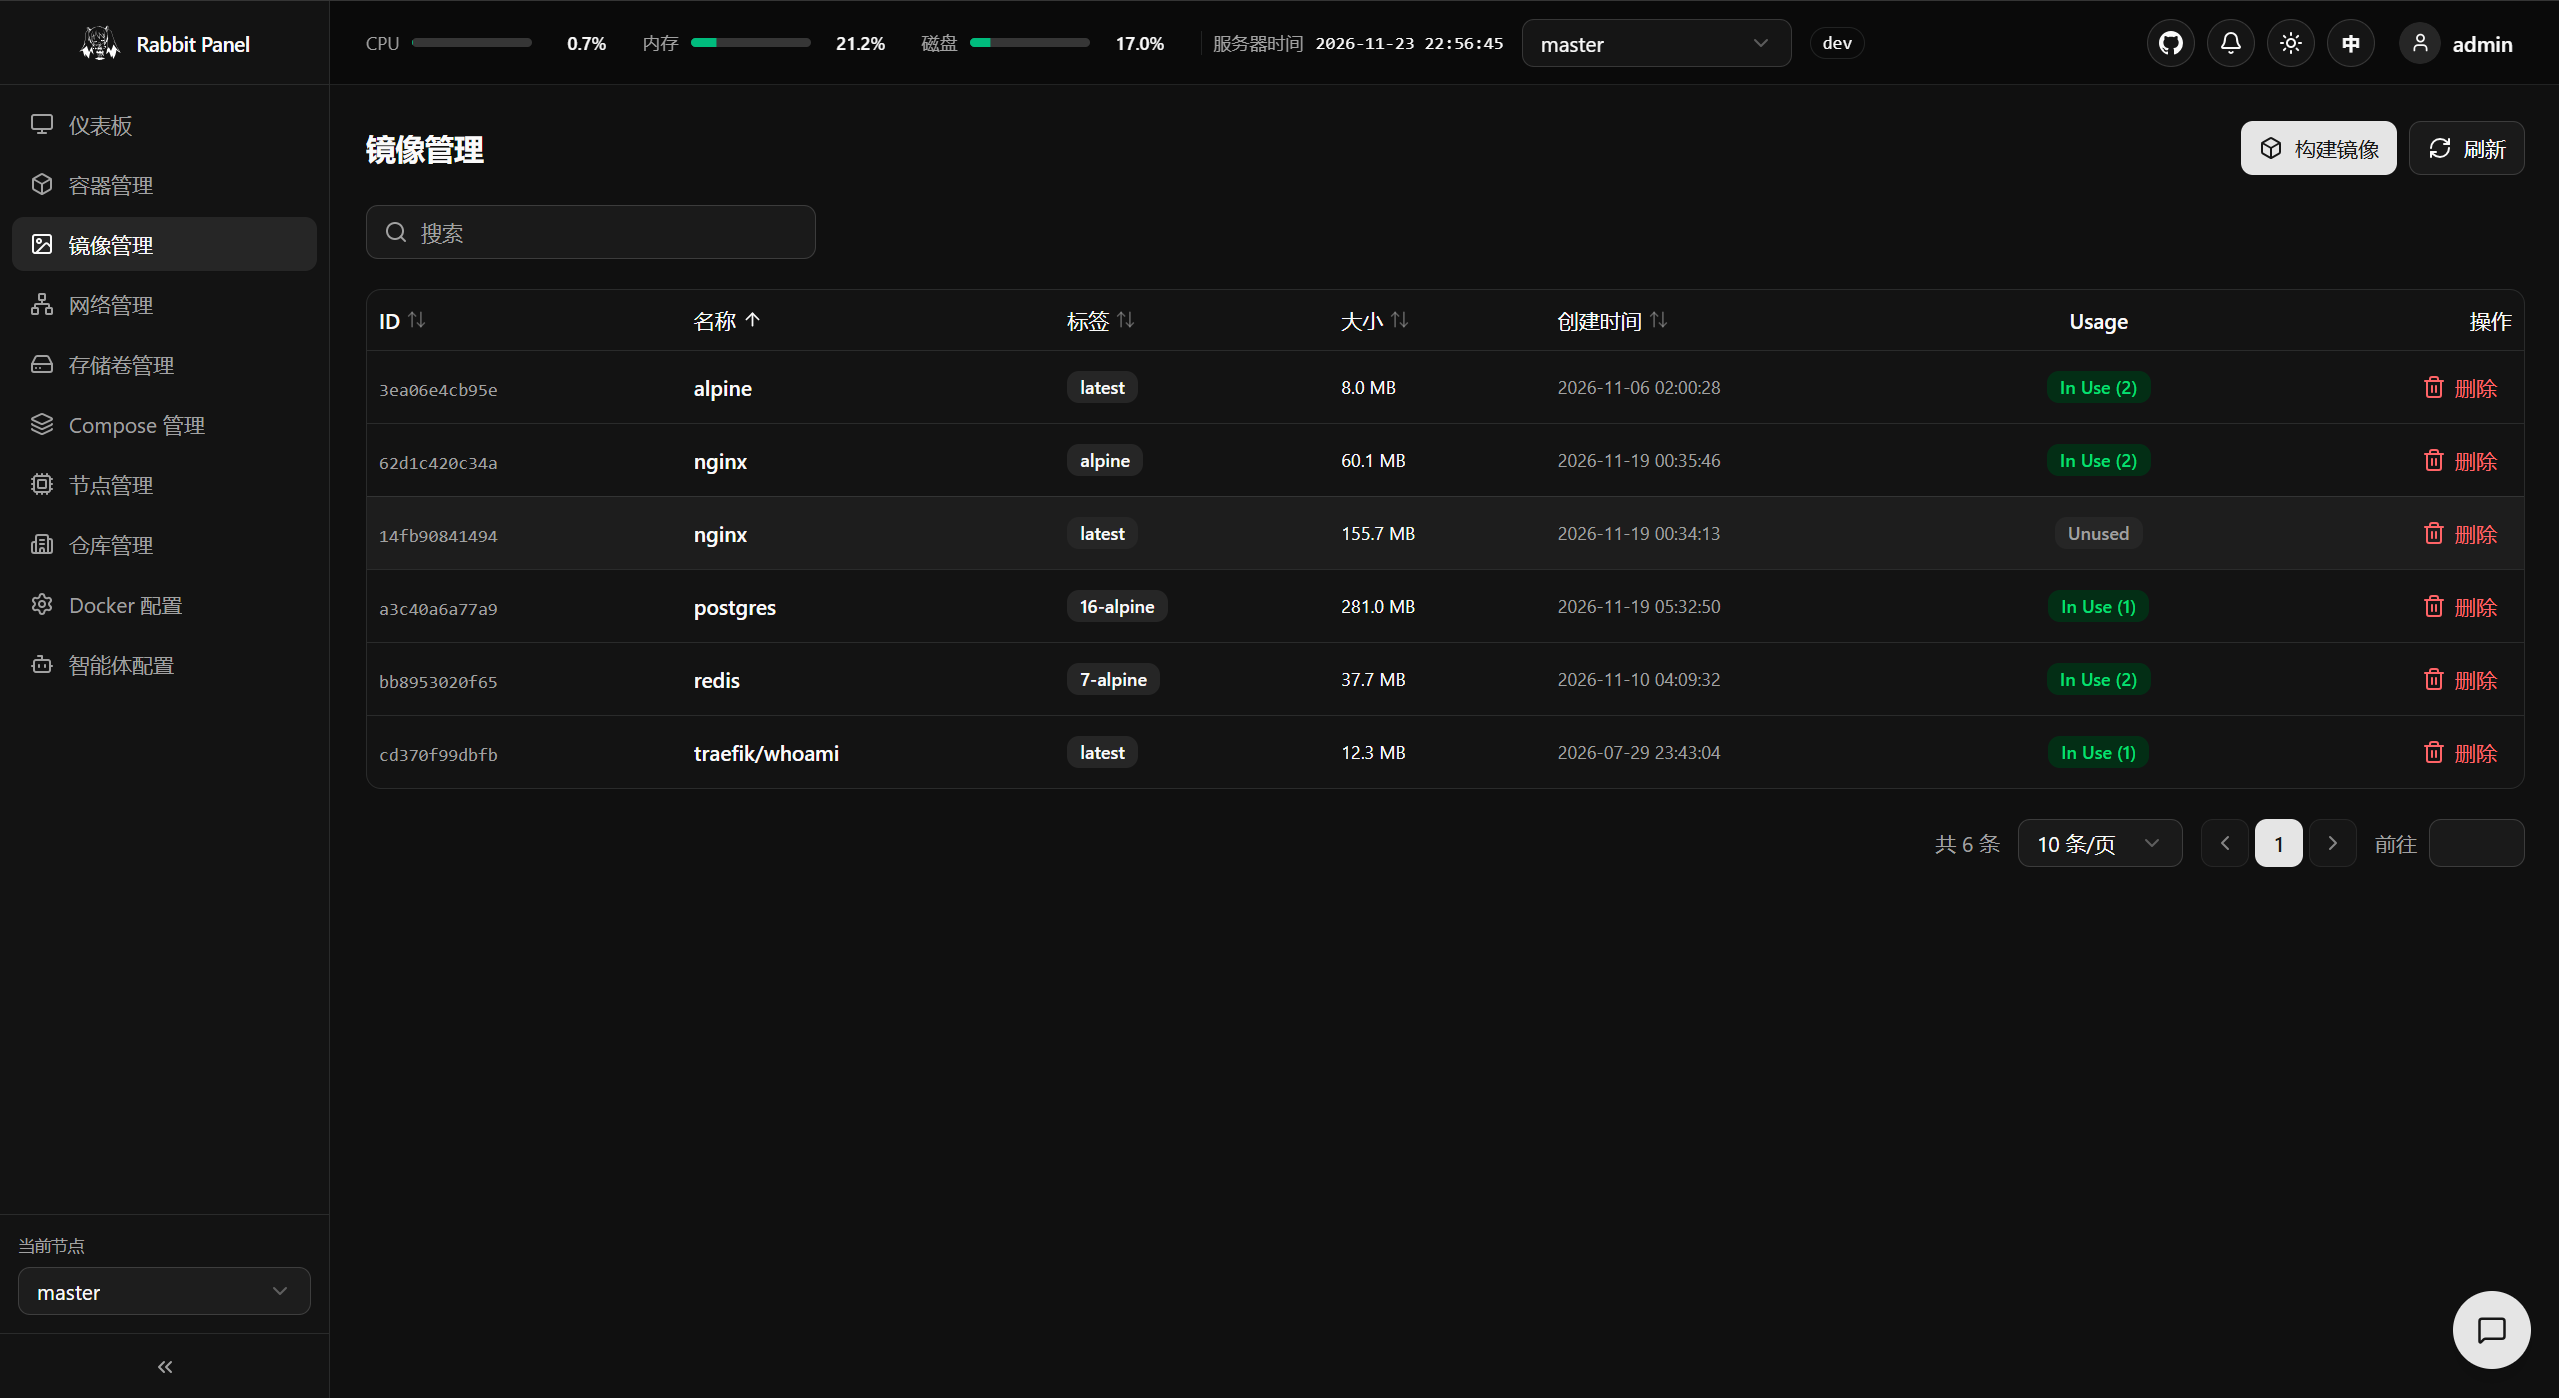 Rabbit Panel
CPU 0.7% 内存 21.2% 磁盘 17.0% 服务器时间 2026-11-23 22:56:45 master dev 中 admin
仪表板
容器管理
镜像管理
网络管理
存储卷管理
Compose 管理
节点管理
仓库管理
Docker 配置
智能体配置
当前节点
master
镜像管理
构建镜像 刷新
搜索
ID 名称 标签 大小 创建时间 Usage 操作
3ea06e4cb95e alpine latest 8.0 MB 2026-11-06 02:00:28 In Use (2) 删除
62d1c420c34a nginx alpine 60.1 MB 2026-11-19 00:35:46 In Use (2) 删除
14fb90841494 nginx latest 155.7 MB 2026-11-19 00:34:13 Unused 删除
a3c40a6a77a9 postgres 16-alpine 281.0 MB 2026-11-19 05:32:50 In Use (1) 删除
bb8953020f65 redis 7-alpine 37.7 MB 2026-11-10 04:09:32 In Use (2) 删除
cd370f99dbfb traefik/whoami latest 12.3 MB 2026-07-29 23:43:04 In Use (1) 删除
共 6 条 10 条/页 1 前往